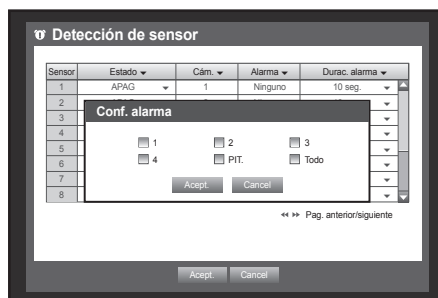 Detección de sensor
Sensor Estado Cám. Alarma Durac. alarma
1 APAG 1 Ninguno 10 seg.
2
3
4
5
6
7
8
Conf. alarma
1 2 3
4 PIT. Todo
Acept. Cancel
Pag. anterior/siguiente
Acept. Cancel